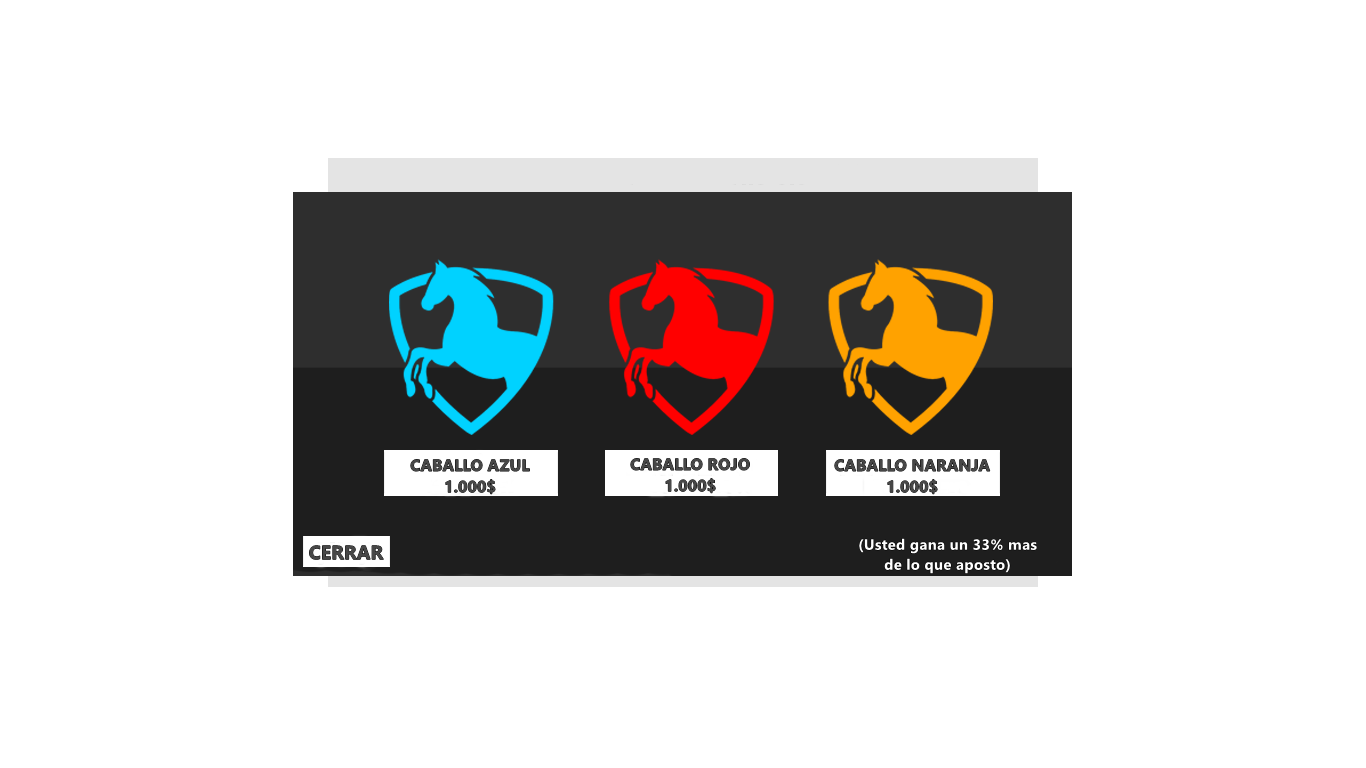 CABALLO AZUL
1.000$
CABALLO ROJO
1.000$
CABALLO NARANJA
1.000$
CERRAR
(Usted gana un 33% mas
de lo que aposto)